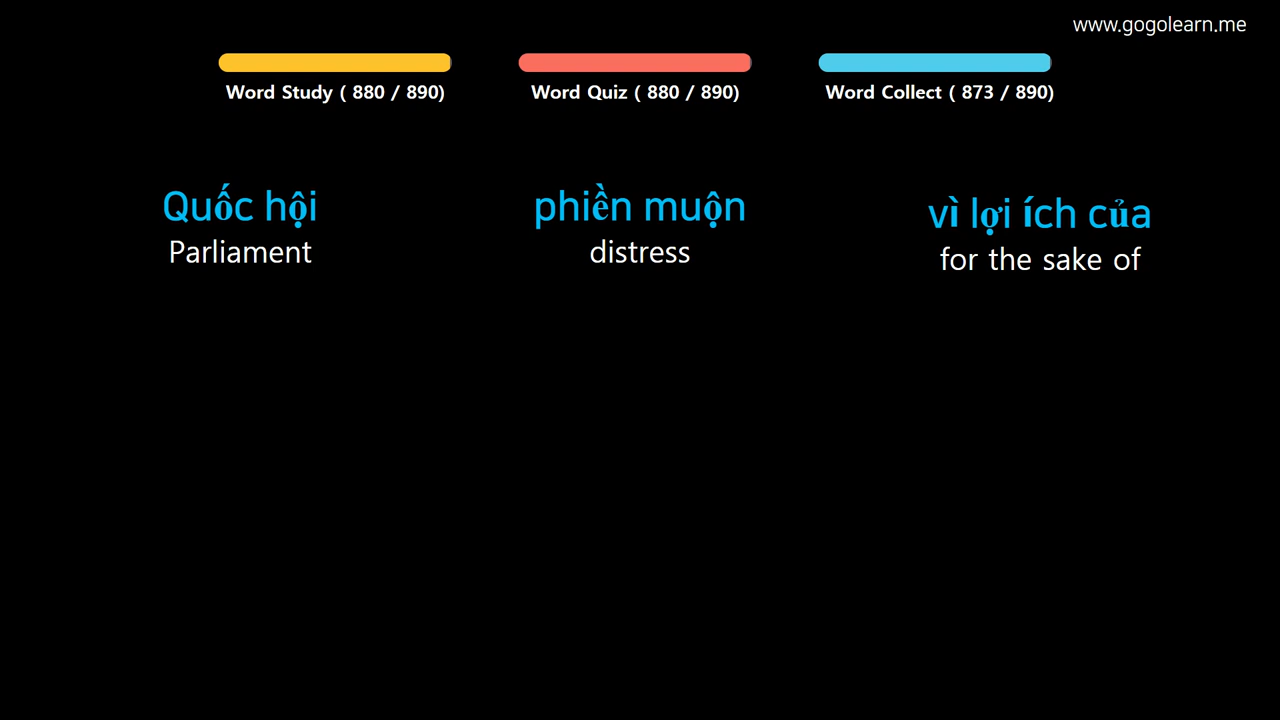 www.gogolearn.me
Word Study ( 880 / 890)
Word Quiz ( 880 / 890)
Word Collect ( 873 / 890)
Quốc hội
Parliament
phiền muộn
distress
vì lợi ích của
for the sake of